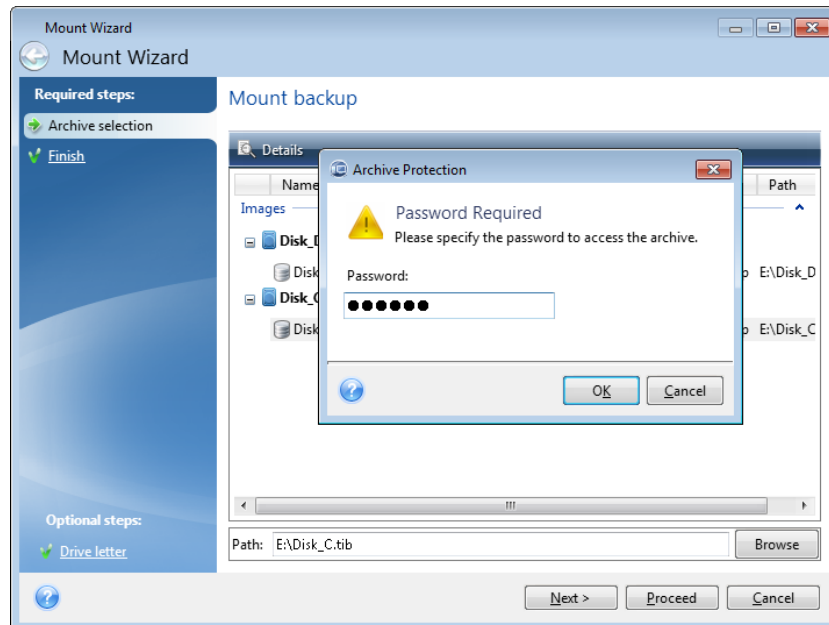 Mount Wizard
Mount Wizard
Required steps:
Archive selection
Finish
Optional steps:
Drive letter
Mount backup
Details
Name
Path
Images
Disk_
Disk
p E:\Disk_D
Disk_
Disk
p E:\Disk_C
Archive Protection
Password Required
Please specify the password to access the archive.
Password:
●●●●●●
OK
Cancel
Path: E:\Disk_C.tib
Browse
Next >
Proceed
Cancel